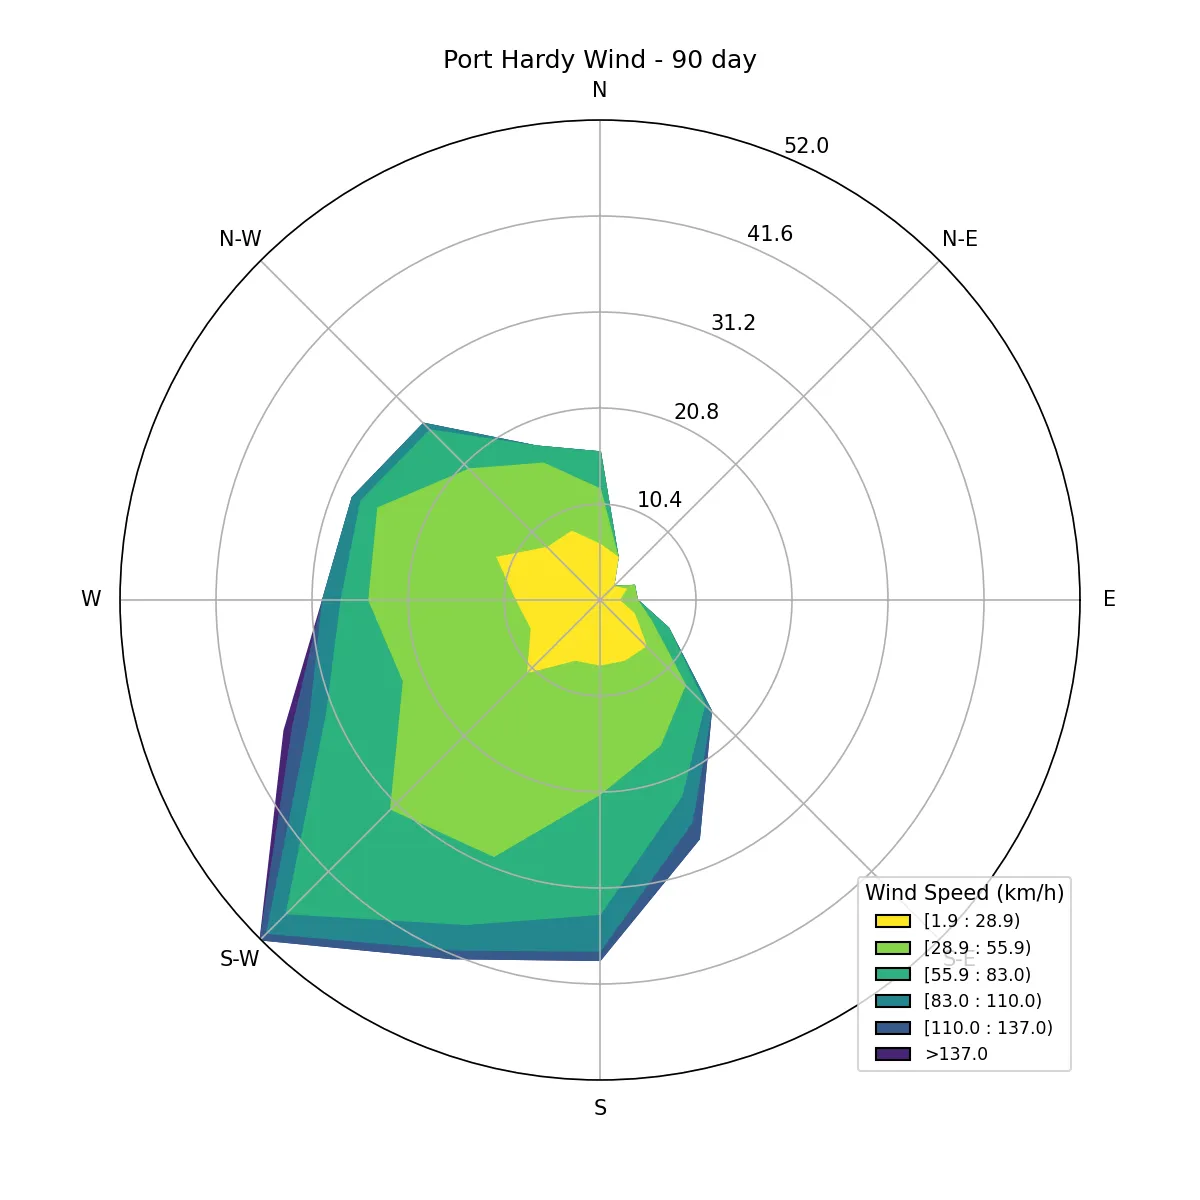 Port Hardy Wind - 90 day
N
52.0
41.6
N-W
N-E
31.2
20.8
10.4
W
E
Wind Speed (km/h)
[1.9 : 28.9)
[28.9 : 55.9)
S-W
S-E
[55.9 : 83.0)
[83.0 : 110.0)
[110.0 : 137.0)
>137.0
S